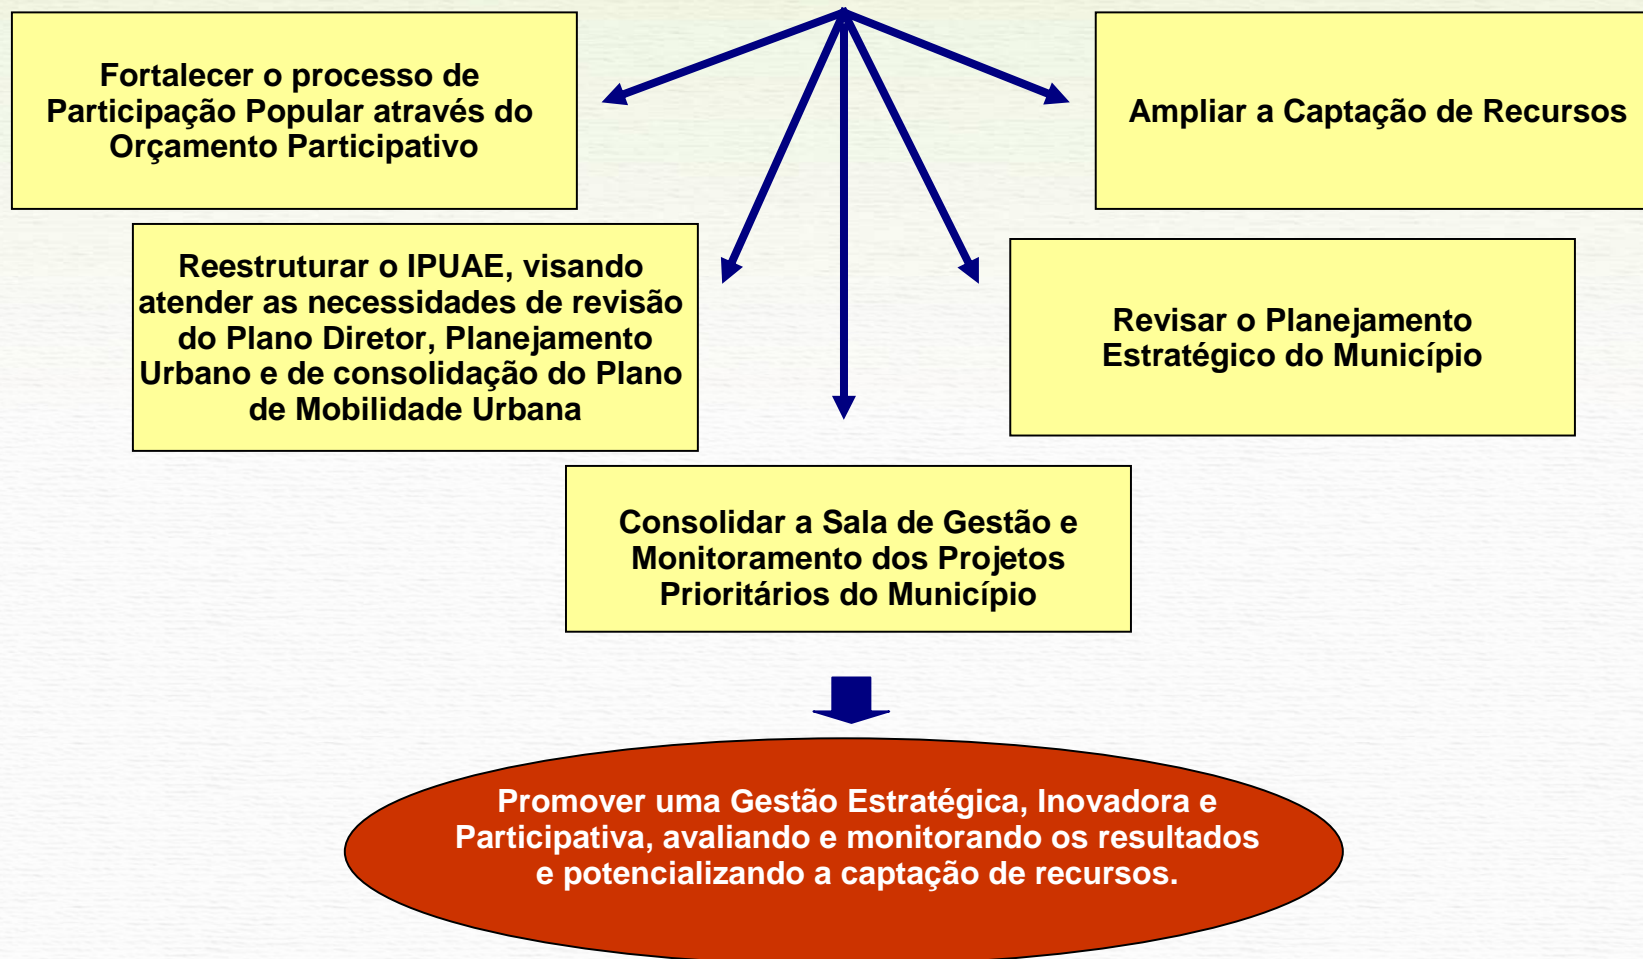 Fortalecer o processo de
Participação Popular através do
Orçamento Participativo
Ampliar a Captação de Recursos
Reestruturar o IPUAE, visando
atender as necessidades de revisão
do Plano Diretor, Planejamento
Urbano e de consolidação do Plano
de Mobilidade Urbana
Revisar o Planejamento
Estratégico do Município
Consolidar a Sala de Gestão e
Monitoramento dos Projetos
Prioritários do Município
Promover uma Gestão Estratégica, Inovadora e
Participativa, avaliando e monitorando os resultados
e potencializando a captação de recursos.